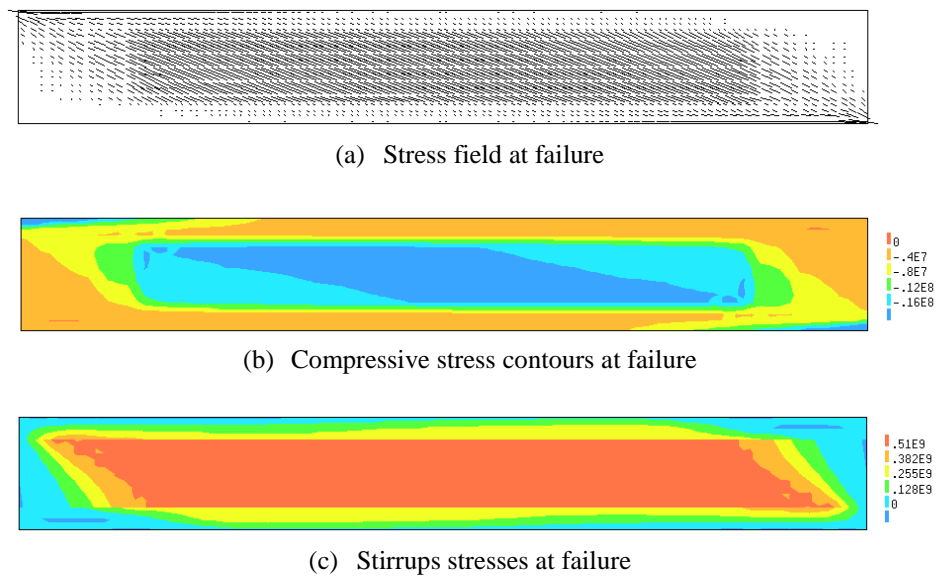 (a) Stress field at failure
0
-.4E7
-.8E7
-.12E8
-.16E8
(b) Compressive stress contours at failure
.51E9
.382E9
.255E9
.128E9
0
(c) Stirrups stresses at failure